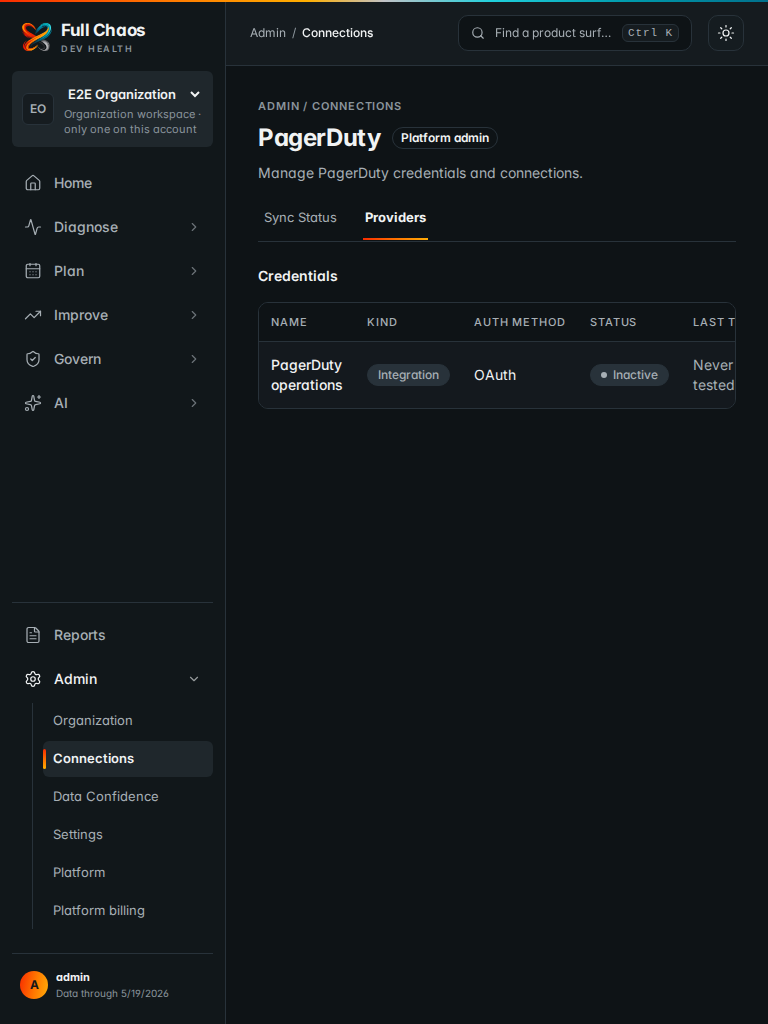 Full Chaos
DEV HEALTH
EO
E2E Organization
Organization workspace ·
only one on this account
Home
Diagnose
Plan
Improve
Govern
AI
Reports
Admin
Organization
Connections
Data Confidence
Settings
Platform
Platform billing
A
admin
Data through 5/19/2026
Admin / Connections
Find a product surf... Ctrl K
ADMIN / CONNECTIONS
PagerDuty Platform admin
Manage PagerDuty credentials and connections.
Sync Status Providers
Credentials
NAME KIND AUTH METHOD STATUS LAST T
PagerDuty operations Integration OAuth Inactive Never tested